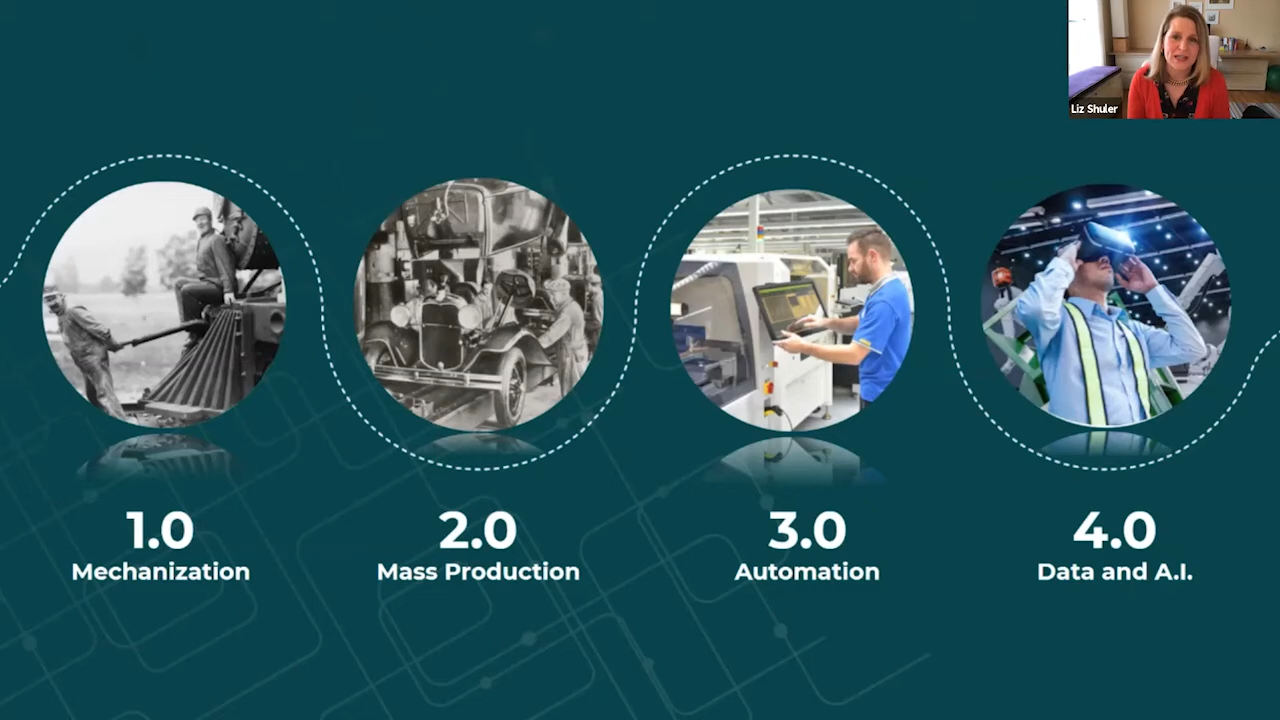 Liz Shuler
1.0
Mechanization
2.0
Mass Production
3.0
Automation
4.0
Data and A.I.